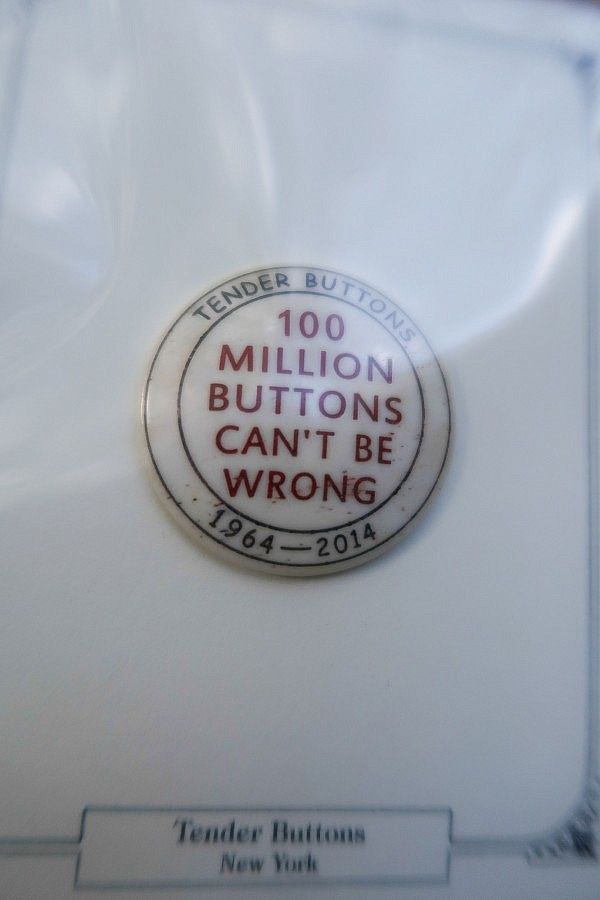 TENDER BUTTONS
100
MILLION
BUTTONS
CAN'T BE
WRONG
1964—2014
Tender Buttons
New York